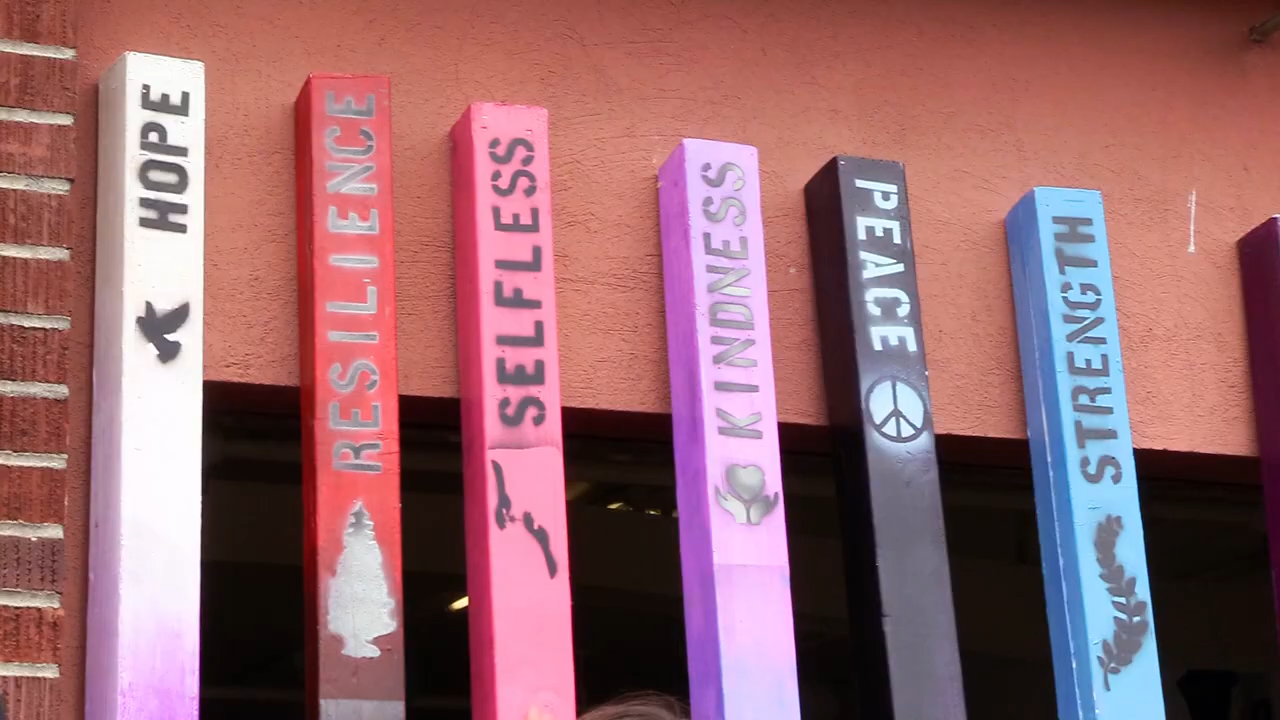 HOPE
RESILIENCE
SELFLESS
KINDNESS
PEACE
STRENGTH